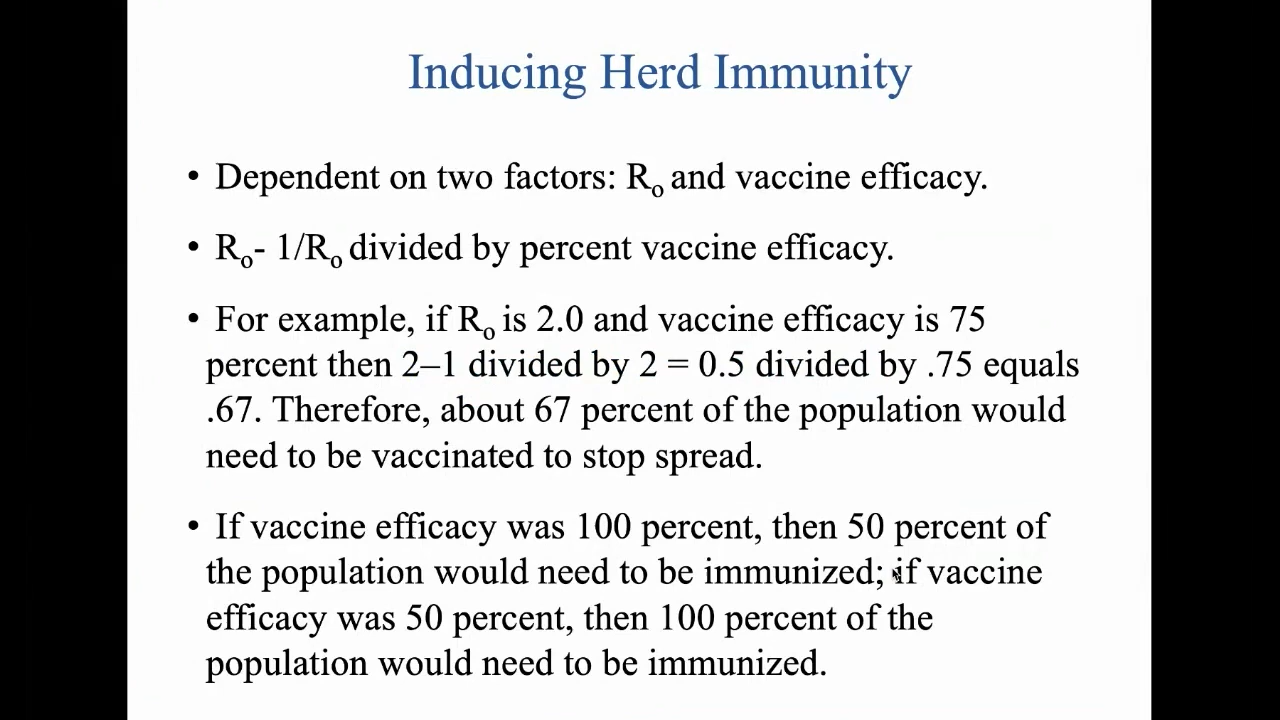 Inducing Herd Immunity
• Dependent on two factors: Ro and vaccine efficacy.
• Ro- 1/Ro divided by percent vaccine efficacy.
• For example, if Ro is 2.0 and vaccine efficacy is 75
percent then 2–1 divided by 2 = 0.5 divided by .75 equals
.67. Therefore, about 67 percent of the population would
need to be vaccinated to stop spread.
• If vaccine efficacy was 100 percent, then 50 percent of
the population would need to be immunized; if vaccine
efficacy was 50 percent, then 100 percent of the
population would need to be immunized.